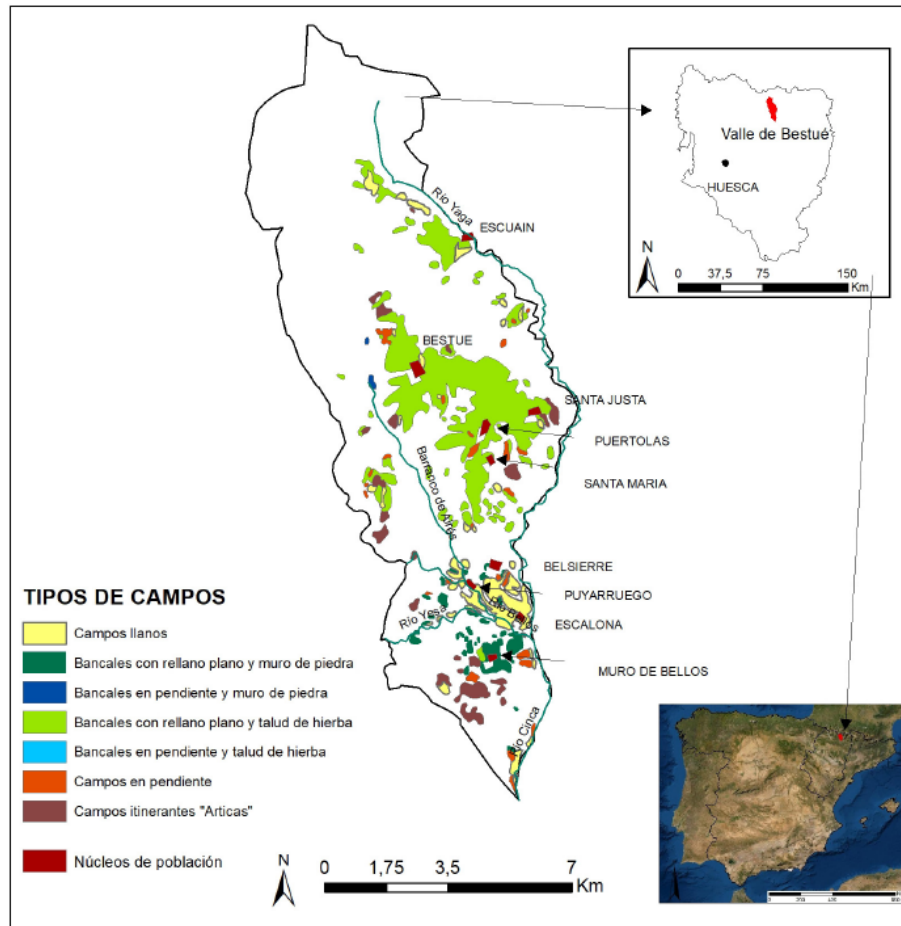 Valle de Bestué
HUESCA
N
0 37,5 75 150
Km
Río Yaga
ESCUAIN
BESTUE
SANTA JUSTA
PUERTOLAS
SANTA MARIA
Barranco de Airés
BELSIERRE
PUYARRUEGO
Río Bellos
ESCALONA
Río Yesa
MURO DE BELLOS
Río Cinca
TIPOS DE CAMPOS
Campos llanos
Bancales con rellano plano y muro de piedra
Bancales en pendiente y muro de piedra
Bancales con rellano plano y talud de hierba
Bancales en pendiente y talud de hierba
Campos en pendiente
Campos itinerantes "Articas"
Núcleos de población
N
0 1,75 3,5 7
Km